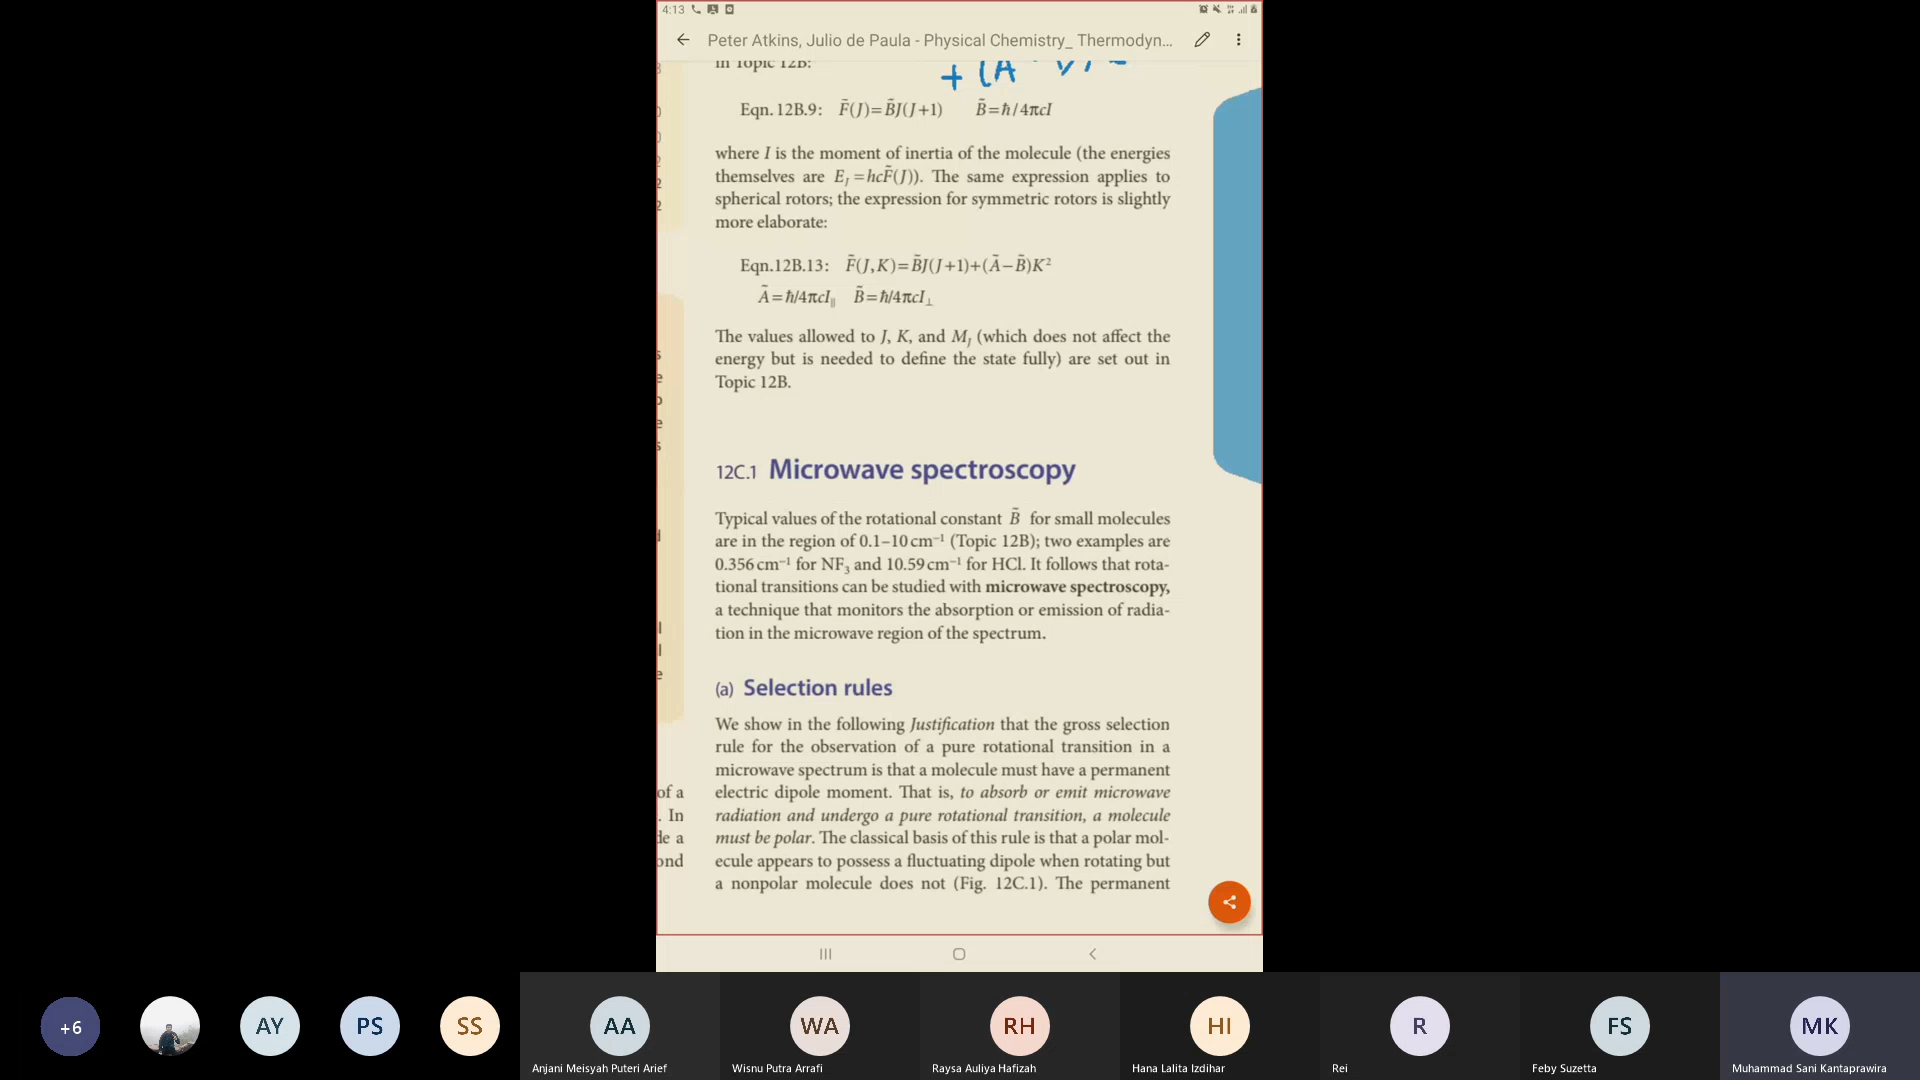 4:13
Peter Atkins, Julio de Paula - Physical Chemistry_ Thermodyn...
in Topic 12B:
+ (A
Eqn. 12B.9: F̃(J)=B̃J(J+1) B̃=ħ/4πcI
where I is the moment of inertia of the molecule (the energies
themselves are E_J=hcF̃(J)). The same expression applies to
spherical rotors; the expression for symmetric rotors is slightly
more elaborate:
Eqn.12B.13: F̃(J,K)=B̃J(J+1)+(Ã−B̃)K²
Ã=ħ/4πcI∥ B̃=ħ/4πcI⊥
The values allowed to J, K, and M_J (which does not affect the
energy but is needed to define the state fully) are set out in
Topic 12B.
12C.1 Microwave spectroscopy
Typical values of the rotational constant B̃ for small molecules
are in the region of 0.1–10 cm⁻¹ (Topic 12B); two examples are
0.356 cm⁻¹ for NF₃ and 10.59 cm⁻¹ for HCl. It follows that rota-
tional transitions can be studied with microwave spectroscopy,
a technique that monitors the absorption or emission of radia-
tion in the microwave region of the spectrum.
(a) Selection rules
We show in the following Justification that the gross selection
rule for the observation of a pure rotational transition in a
microwave spectrum is that a molecule must have a permanent
electric dipole moment. That is, to absorb or emit microwave
radiation and undergo a pure rotational transition, a molecule
must be polar. The classical basis of this rule is that a polar mol-
ecule appears to possess a fluctuating dipole when rotating but
a nonpolar molecule does not (Fig. 12C.1). The permanent
of a
. In
de a
ond
+6
AY
PS
SS
AA
WA
RH
HI
R
FS
MK
Anjani Meisyah Puteri Arief
Wisnu Putra Arrafi
Raysa Auliya Hafizah
Hana Lalita Izdihar
Rei
Feby Suzetta
Muhammad Sani Kantaprawira